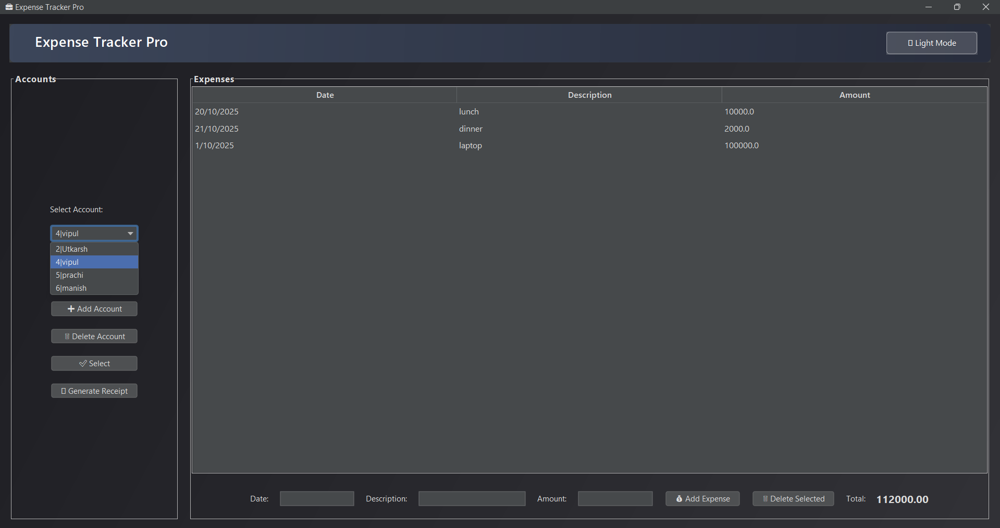 Expense Tracker Pro
Expense Tracker Pro
Light Mode
Accounts
Select Account:
4|vipul
2|Utkarsh
4|vipul
5|prachi
6|manish
Add Account
Delete Account
Select
Generate Receipt
Expenses
Date Description Amount
20/10/2025 lunch 10000.0
21/10/2025 dinner 2000.0
1/10/2025 laptop 100000.0
Date: Description: Amount: Add Expense Delete Selected Total: 112000.00